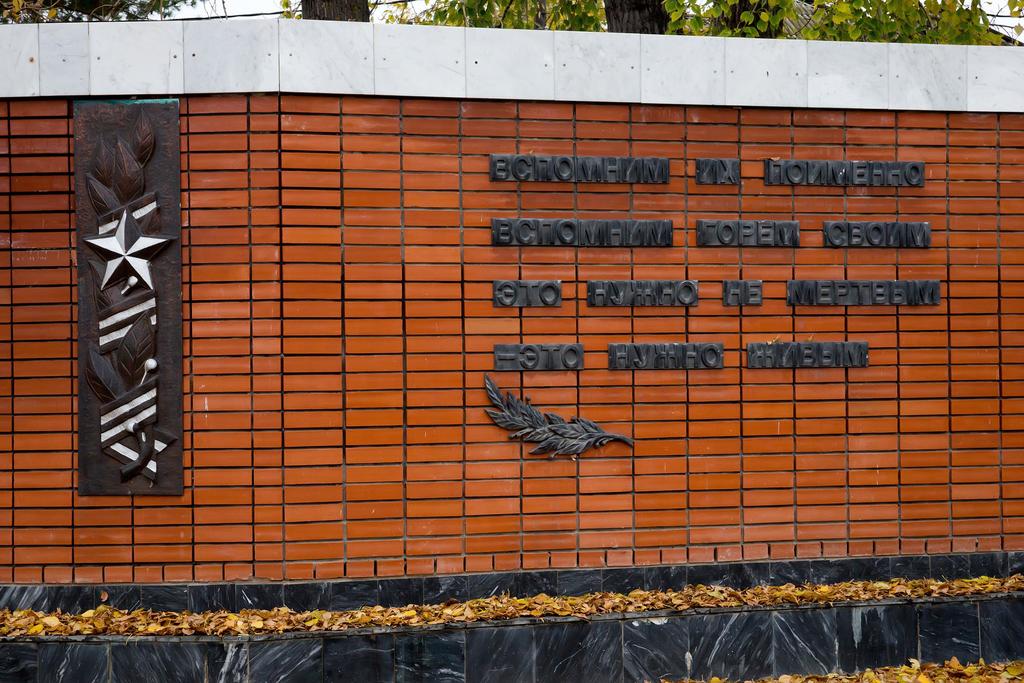 ВСПОМНИМ ИХ ПОИМЕННО
ВСПОМНИМ ГОРЕМ СВОИМ
ЭТО НУЖНО НЕ МЕРТВЫМ
–ЭТО НУЖНО ЖИВЫМ